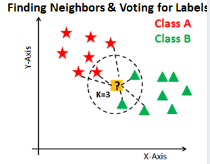 Finding Neighbors & Voting for Labels
Class A
Class B
Y-Axis
?
K=3
X-Axis